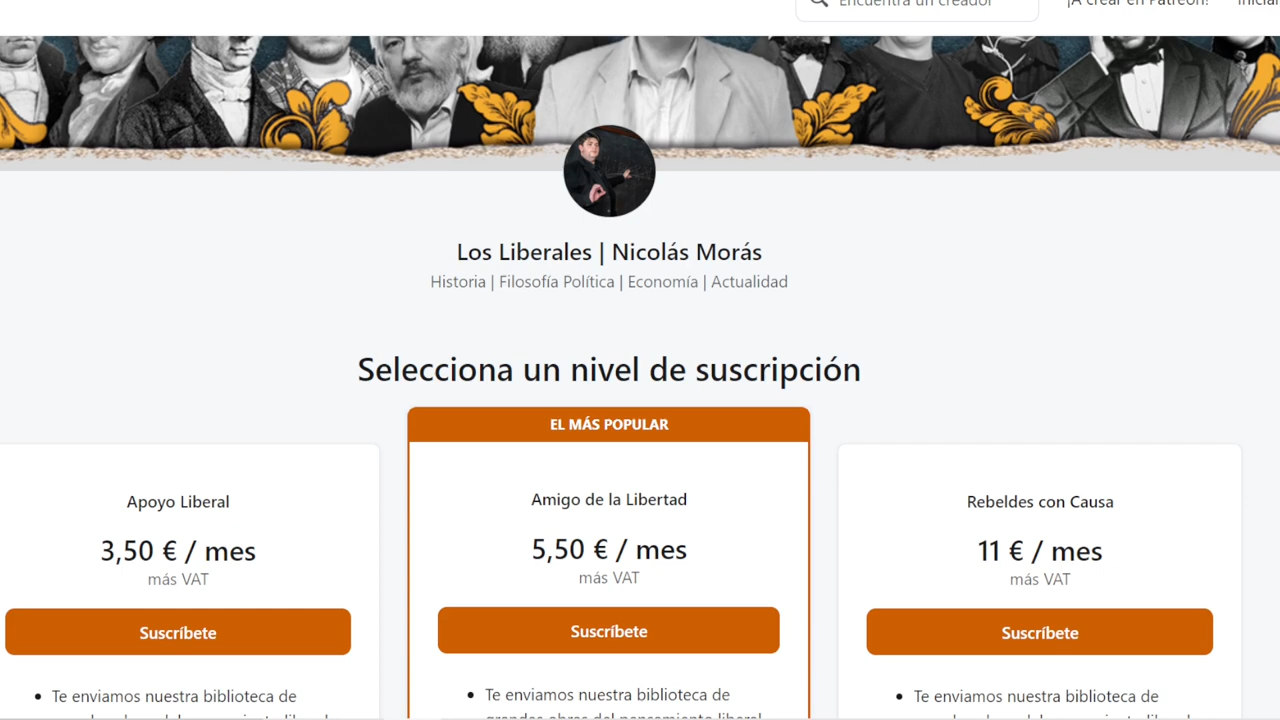 Encuentra un creador
¡A crear en Patreon!
Los Liberales | Nicolás Morás
Historia | Filosofía Política | Economía | Actualidad
Selecciona un nivel de suscripción
EL MÁS POPULAR
Apoyo Liberal
3,50 € / mes
más VAT
Suscríbete
Te enviamos nuestra biblioteca de
Amigo de la Libertad
5,50 € / mes
más VAT
Suscríbete
Te enviamos nuestra biblioteca de
grandes obras del pensamiento liberal
Rebeldes con Causa
11 € / mes
más VAT
Suscríbete
Te enviamos nuestra biblioteca de